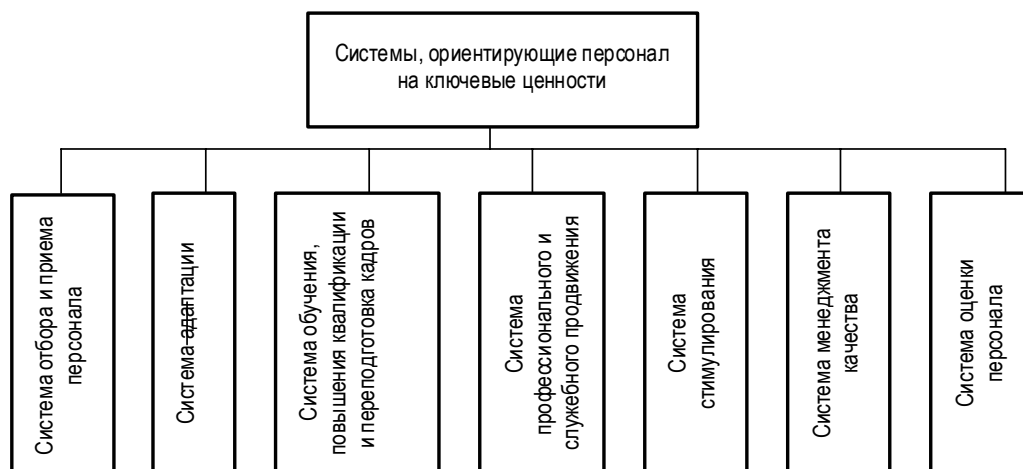 Системы, ориентирующие персонал
на ключевые ценности
Система отбора и приема
персонала
Система адаптации
Система обучения,
повышения квалификации
и переподготовка кадров
Система
профессионального и
служебного продвижения
Система
стимулирования
Система менеджмента
качества
Система оценки
персонала